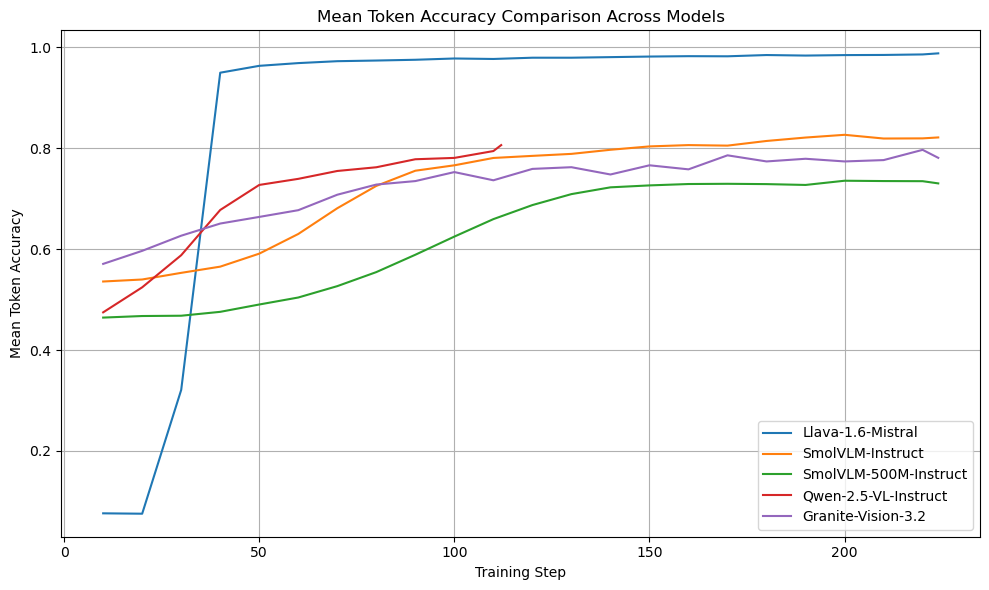 Mean Token Accuracy Comparison Across Models
Mean Token Accuracy
1.0
0.8
0.6
0.4
0.2
0
50
100
150
200
Training Step
Llava-1.6-Mistral
SmolVLM-Instruct
SmolVLM-500M-Instruct
Qwen-2.5-VL-Instruct
Granite-Vision-3.2